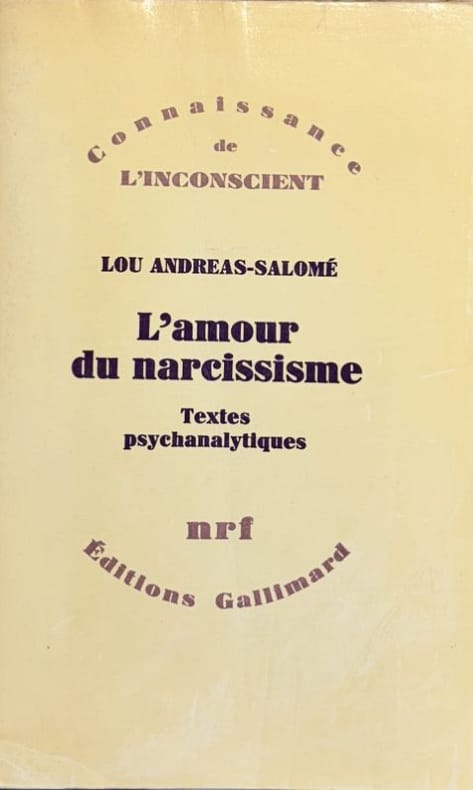 Connaissance
de
L'INCONSCIENT
LOU ANDREAS-SALOMÉ
L'amour
du narcissisme
Textes
psychanalytiques
nrf
Éditions Gallimard